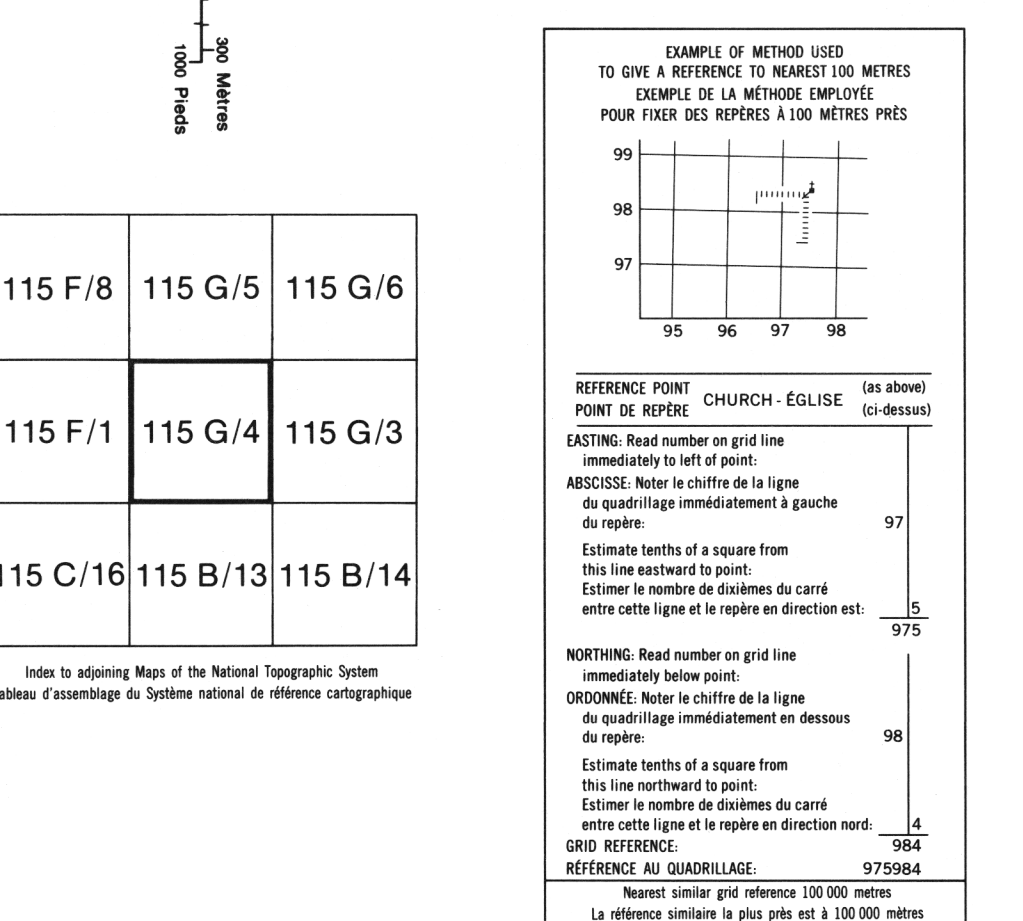 300 Mètres
1000 Pieds
115 F/8 115 G/5 115 G/6
115 F/1 115 G/4 115 G/3
115 C/16 115 B/13 115 B/14
Index to adjoining Maps of the National Topographic System
ableau d'assemblage du Système national de référence cartographique
EXAMPLE OF METHOD USED
TO GIVE A REFERENCE TO NEAREST 100 METRES
EXEMPLE DE LA MÉTHODE EMPLOYÉE
POUR FIXER DES REPÈRES À 100 MÈTRES PRÈS
99
98
97
95 96 97 98
REFERENCE POINT
POINT DE REPÈRE
CHURCH - ÉGLISE
(as above)
(ci-dessus)
EASTING: Read number on grid line
immediately to left of point:
ABSCISSE: Noter le chiffre de la ligne
du quadrillage immédiatement à gauche
du repère: 97
Estimate tenths of a square from
this line eastward to point:
Estimer le nombre de dixièmes du carré
entre cette ligne et le repère en direction est: 5
975
NORTHING: Read number on grid line
immediately below point:
ORDONNÉE: Noter le chiffre de la ligne
du quadrillage immédiatement en dessous
du repère: 98
Estimate tenths of a square from
this line northward to point:
Estimer le nombre de dixièmes du carré
entre cette ligne et le repère en direction nord: 4
GRID REFERENCE: 984
RÉFÉRENCE AU QUADRILLAGE: 975984
Nearest similar grid reference 100 000 metres
La référence similaire la plus près est à 100 000 mètres